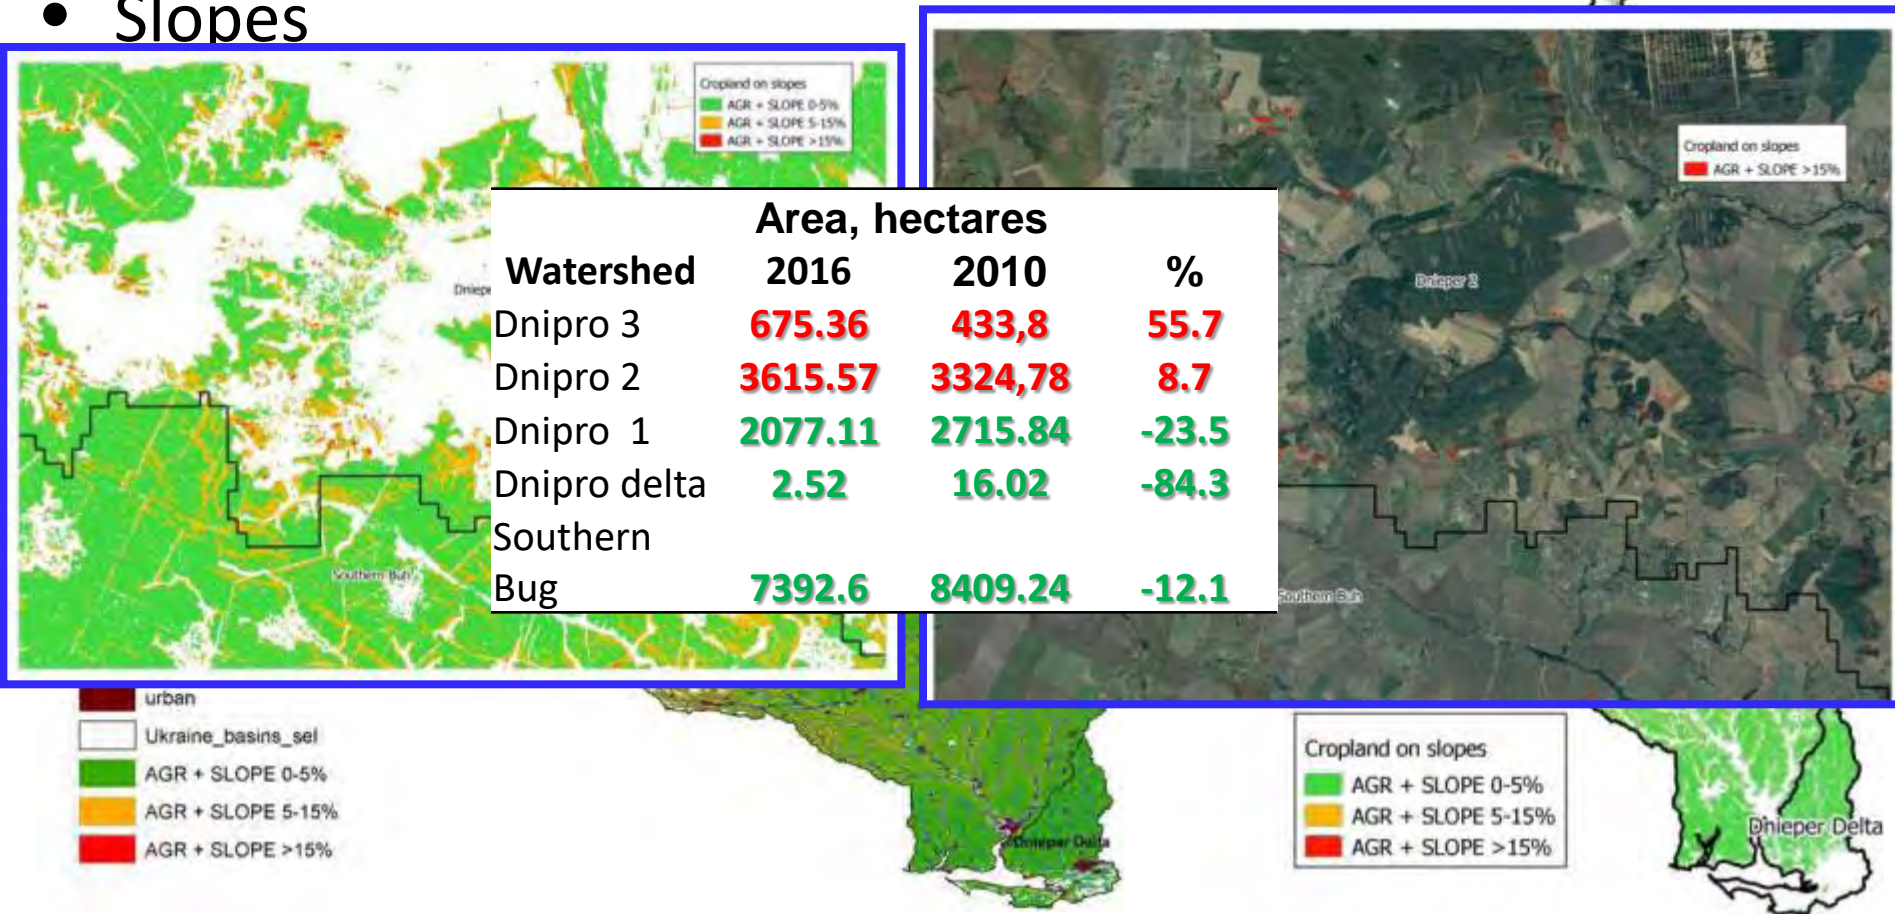 • Slopes
Cropland on slopes
AGR + SLOPE 0-5%
AGR + SLOPE 5-15%
AGR + SLOPE >15%
Dniepe
Southern Buh
Cropland on slopes
AGR + SLOPE >15%
Dnieper 2
Southern Buh
Area, hectares
Watershed 2016 2010 %
Dnipro 3 675.36 433,8 55.7
Dnipro 2 3615.57 3324,78 8.7
Dnipro 1 2077.11 2715.84 -23.5
Dnipro delta 2.52 16.02 -84.3
Southern
Bug 7392.6 8409.24 -12.1
urban
Ukraine_basins_sel
AGR + SLOPE 0-5%
AGR + SLOPE 5-15%
AGR + SLOPE >15%
Dnieper Delta
Cropland on slopes
AGR + SLOPE 0-5%
AGR + SLOPE 5-15%
AGR + SLOPE >15%
Dnieper Delta